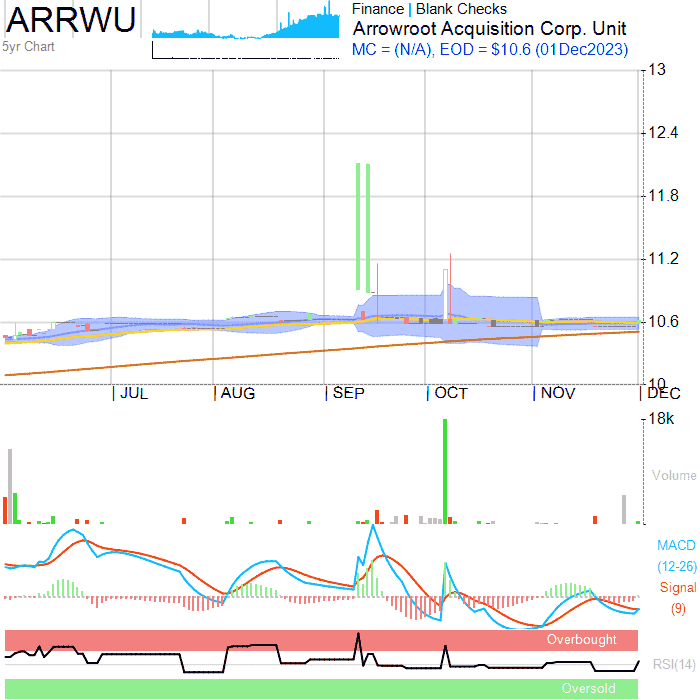 ARRWU
Finance | Blank Checks
Arrowroot Acquisition Corp. Unit
5yr Chart
MC = (N/A), EOD = $10.6 (01Dec2023)
13
12.4
11.8
11.2
10.6
10
| JUL
| AUG
| SEP
| OCT
| NOV
| DEC
18k
Volume
MACD
(12-26)
Signal
(9)
Overbought
RSI(14)
Oversold